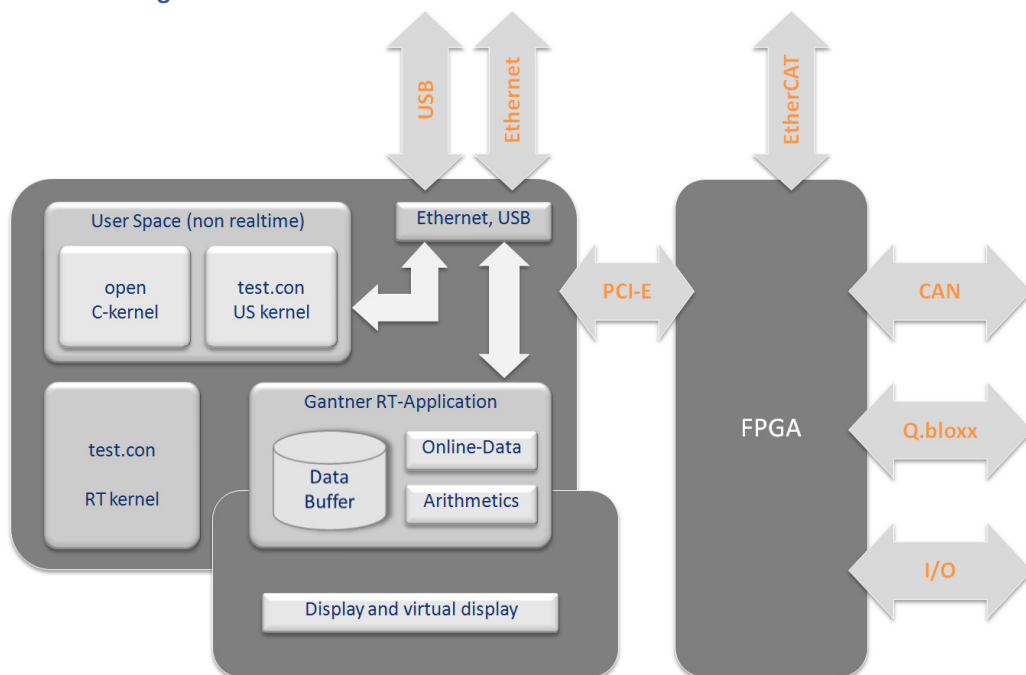 USB
Ethernet
EtherCAT
User Space (non realtime)
Ethernet, USB
open
C-kernel
test.con
US kernel
PCI-E
CAN
Gantner RT-Application
test.con
RT kernel
Data
Buffer
Online-Data
Arithmetics
FPGA
Q.bloxx
I/O
Display and virtual display